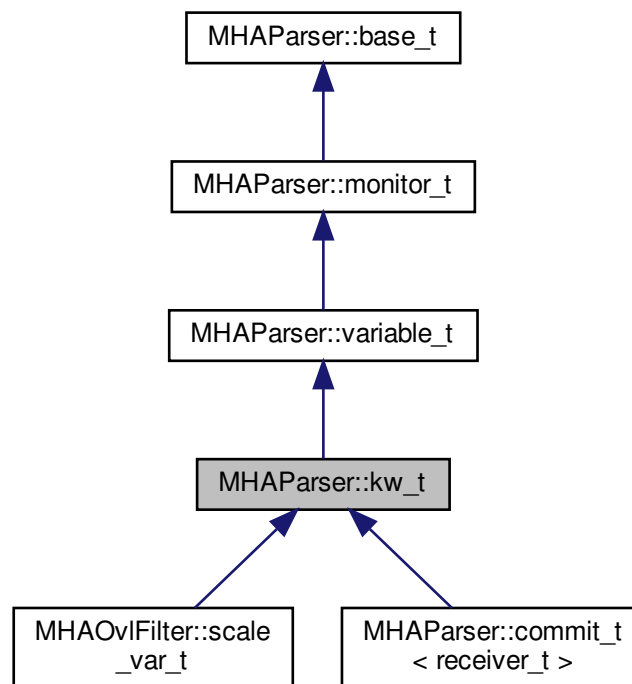 MHAParser::base_t
MHAParser::monitor_t
MHAParser::variable_t
MHAParser::kw_t
MHAOvlFilter::scale
_var_t
MHAParser::commit_t
< receiver_t >